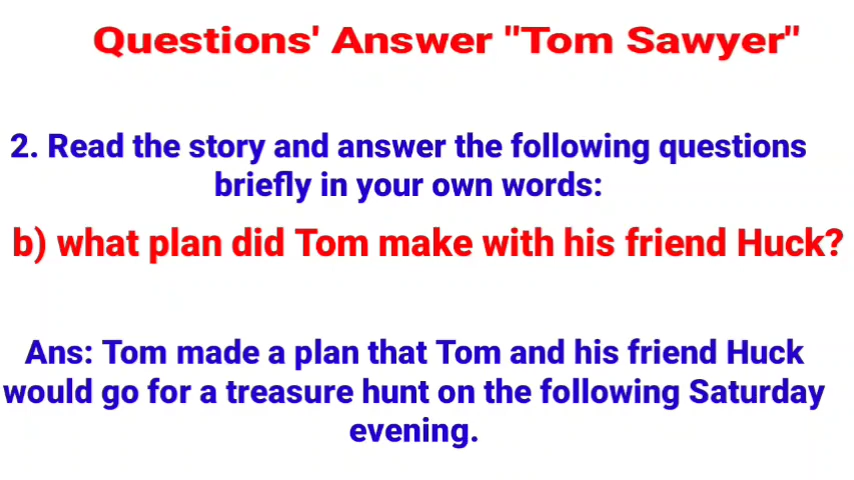 Questions' Answer "Tom Sawyer"
2. Read the story and answer the following questions
briefly in your own words:
b) what plan did Tom make with his friend Huck?
Ans: Tom made a plan that Tom and his friend Huck
would go for a treasure hunt on the following Saturday
evening.